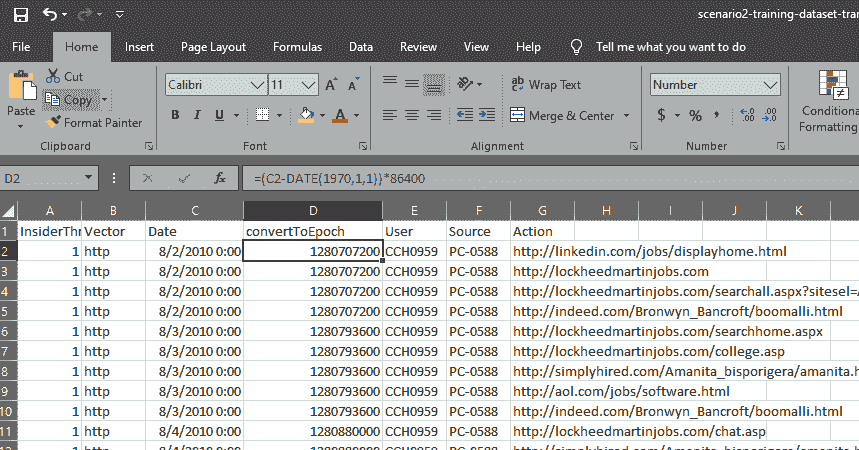 scenario2-training-dataset-tra
File Home Insert Page Layout Formulas Data Review View Help Tell me what you want to do
Paste Cut Copy Format Painter
Calibri 11 A A
B I U A
ab Wrap Text
Merge & Center
Number
$ % , .00 .00
Conditiona
Formatting
Clipboard Font Alignment Number
D2 fx =(C2-DATE(1970,1,1))*86400
A B C D E F G H I J K
1 InsiderThr Vector Date convertToEpoch User Source Action
2 1 http 8/2/2010 0:00 1280707200 CCH0959 PC-0588 http://linkedin.com/jobs/displayhome.html
3 1 http 8/2/2010 0:00 1280707200 CCH0959 PC-0588 http://lockheedmartinjobs.com
4 1 http 8/2/2010 0:00 1280707200 CCH0959 PC-0588 http://lockheedmartinjobs.com/searchall.aspx?sitesel=
5 1 http 8/2/2010 0:00 1280707200 CCH0959 PC-0588 http://indeed.com/Bronwyn_Bancroft/boomalli.html
6 1 http 8/3/2010 0:00 1280793600 CCH0959 PC-0588 http://lockheedmartinjobs.com/searchhome.aspx
7 1 http 8/3/2010 0:00 1280793600 CCH0959 PC-0588 http://lockheedmartinjobs.com/college.asp
8 1 http 8/3/2010 0:00 1280793600 CCH0959 PC-0588 http://simplyhired.com/Amanita_bisporigera/amanita.h
9 1 http 8/3/2010 0:00 1280793600 CCH0959 PC-0588 http://aol.com/jobs/software.html
10 1 http 8/3/2010 0:00 1280793600 CCH0959 PC-0588 http://indeed.com/Bronwyn_Bancroft/boomalli.html
11 1 http 8/4/2010 0:00 1280880000 CCH0959 PC-0588 http://lockheedmartinjobs.com/chat.asp